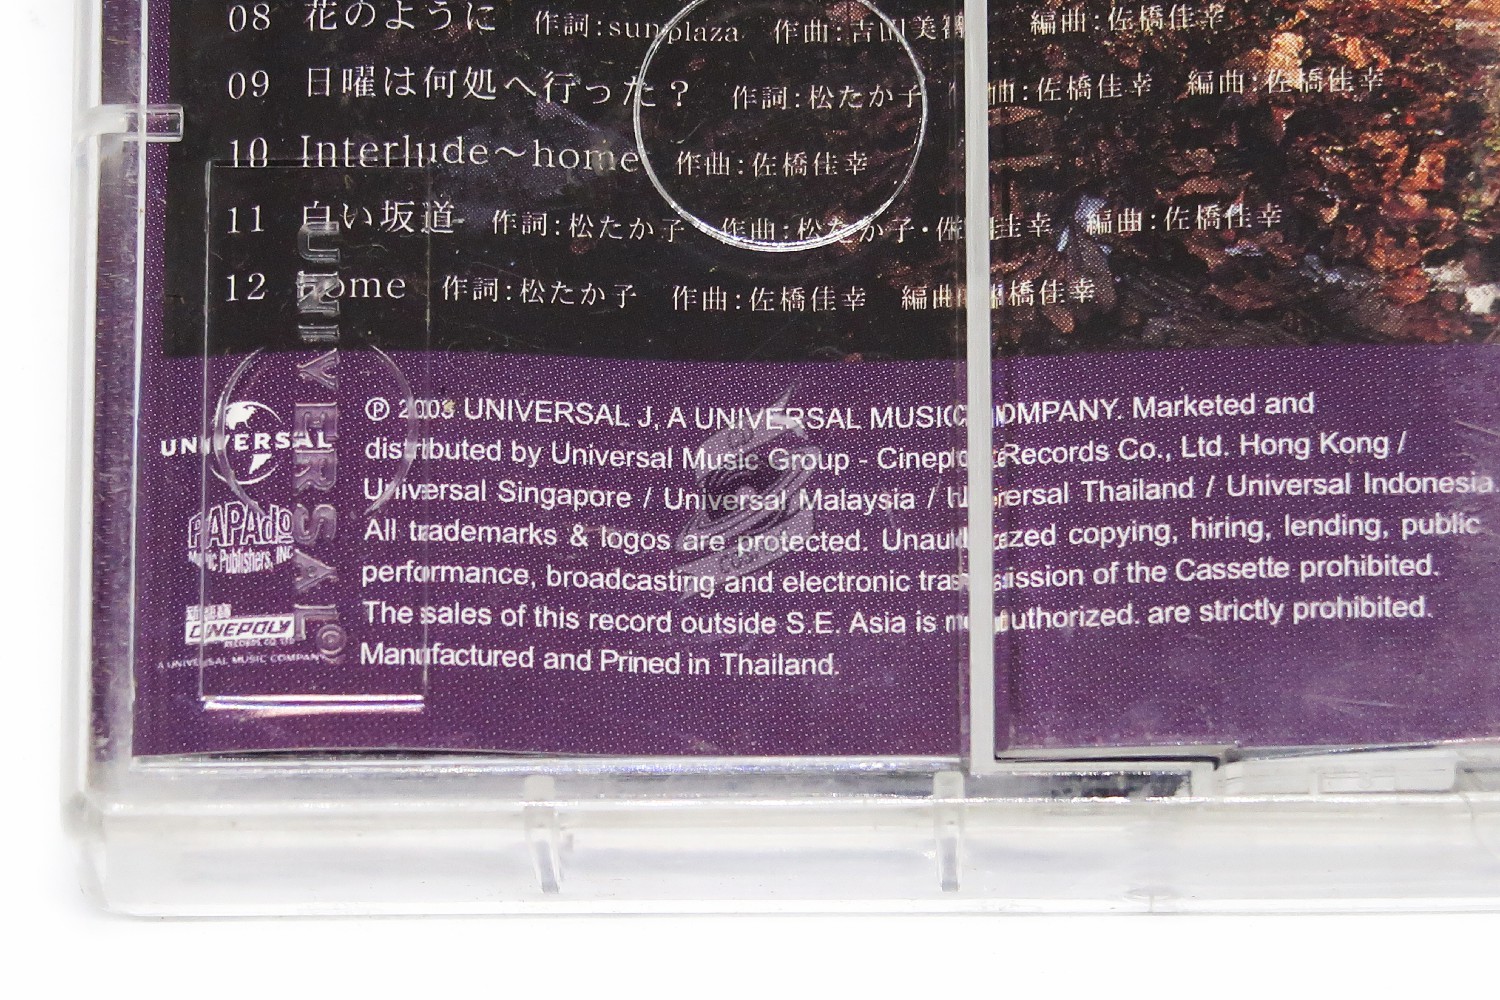 08 花のように 作詞:sunplaza 作曲:吉田美 編曲:佐橋佳幸
09 日曜は何処へ行った? 作詞:松たか子 作曲:佐橋佳幸 編曲:佐橋佳幸
10 Interlude~home 作曲:佐橋佳幸
11 白い坂道 作詞:松たか子 作曲:松たか子・佐橋佳幸 編曲:佐橋佳幸
12 home 作詞:松たか子 作曲:佐橋佳幸 編曲:佐橋佳幸
UNIVERSAL
℗ 2003 UNIVERSAL J, A UNIVERSAL MUSIC COMPANY. Marketed and
distributed by Universal Music Group - Cinepoly Records Co., Ltd. Hong Kong /
Universal Singapore / Universal Malaysia / Universal Thailand / Universal Indonesia.
All trademarks & logos are protected. Unauthorized copying, hiring, lending, public
performance, broadcasting and electronic transmission of the Cassette prohibited.
The sales of this record outside S.E. Asia is not authorized. are strictly prohibited.
Manufactured and Prined in Thailand.
UNIVERSAL
PAPAdo
Music Publishers, INC
CINEPOLY
RECORDS CO. LTD.
A UNIVERSAL MUSIC COMPANY